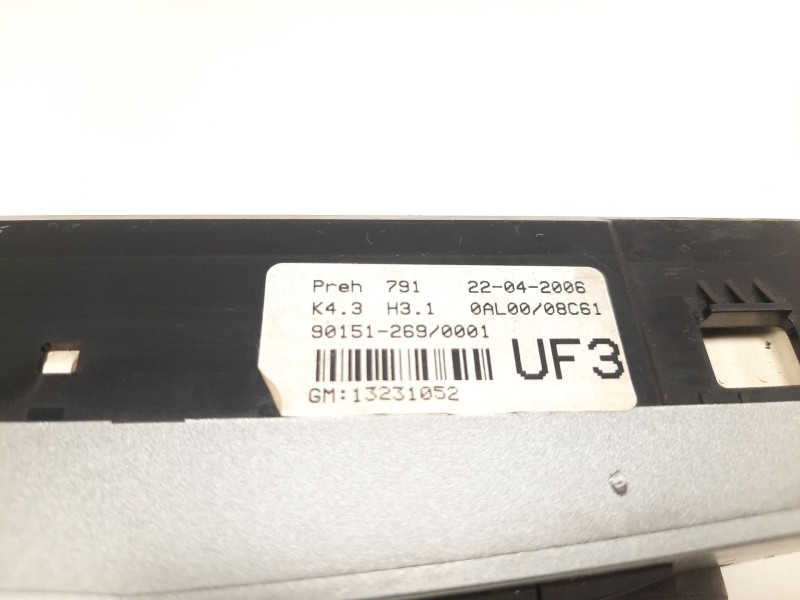 Preh 791 22-04-2006
K4.3 H3.1 0AL00/08C61
90151-269/0001
UF3
GM:13231052